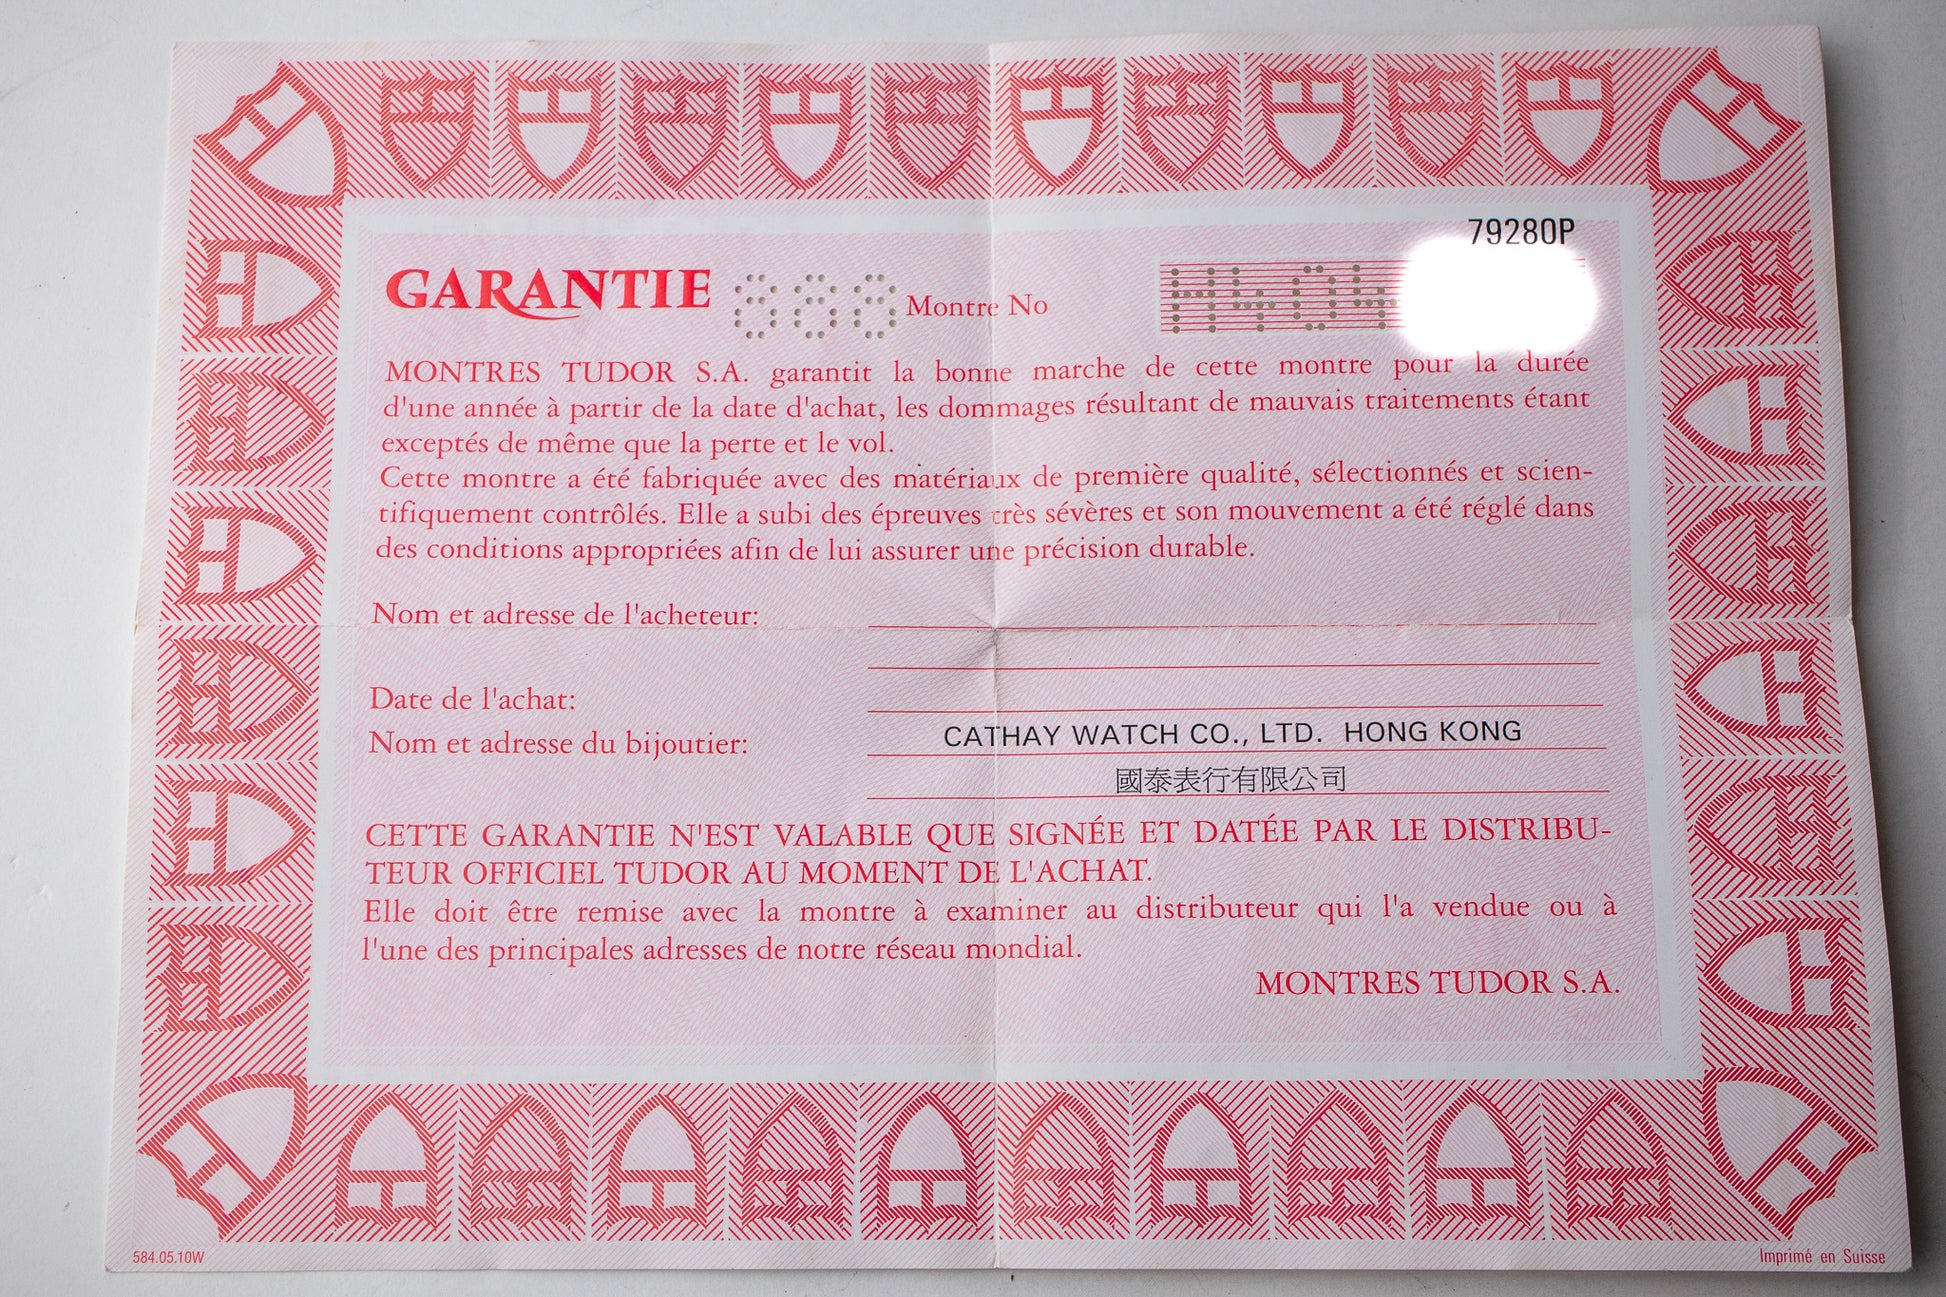 79280P
GARANTIE 888 Montre No H404
MONTRES TUDOR S.A. garantit la bonne marche de cette montre pour la durée
d'une année à partir de la date d'achat, les dommages résultant de mauvais traitements étant
exceptés de même que la perte et le vol.
Cette montre a été fabriquée avec des matériaux de première qualité, sélectionnés et scien-
tifiquement contrôlés. Elle a subi des épreuves très sévères et son mouvement a été réglé dans
des conditions appropriées afin de lui assurer une précision durable.
Nom et adresse de l'acheteur:
Date de l'achat:
Nom et adresse du bijoutier: CATHAY WATCH CO., LTD. HONG KONG
國泰表行有限公司
CETTE GARANTIE N'EST VALABLE QUE SIGNÉE ET DATÉE PAR LE DISTRIBU-
TEUR OFFICIEL TUDOR AU MOMENT DE L'ACHAT.
Elle doit être remise avec la montre à examiner au distributeur qui l'a vendue ou à
l'une des principales adresses de notre réseau mondial.
MONTRES TUDOR S.A.
584.05.10W
Imprimé en Suisse